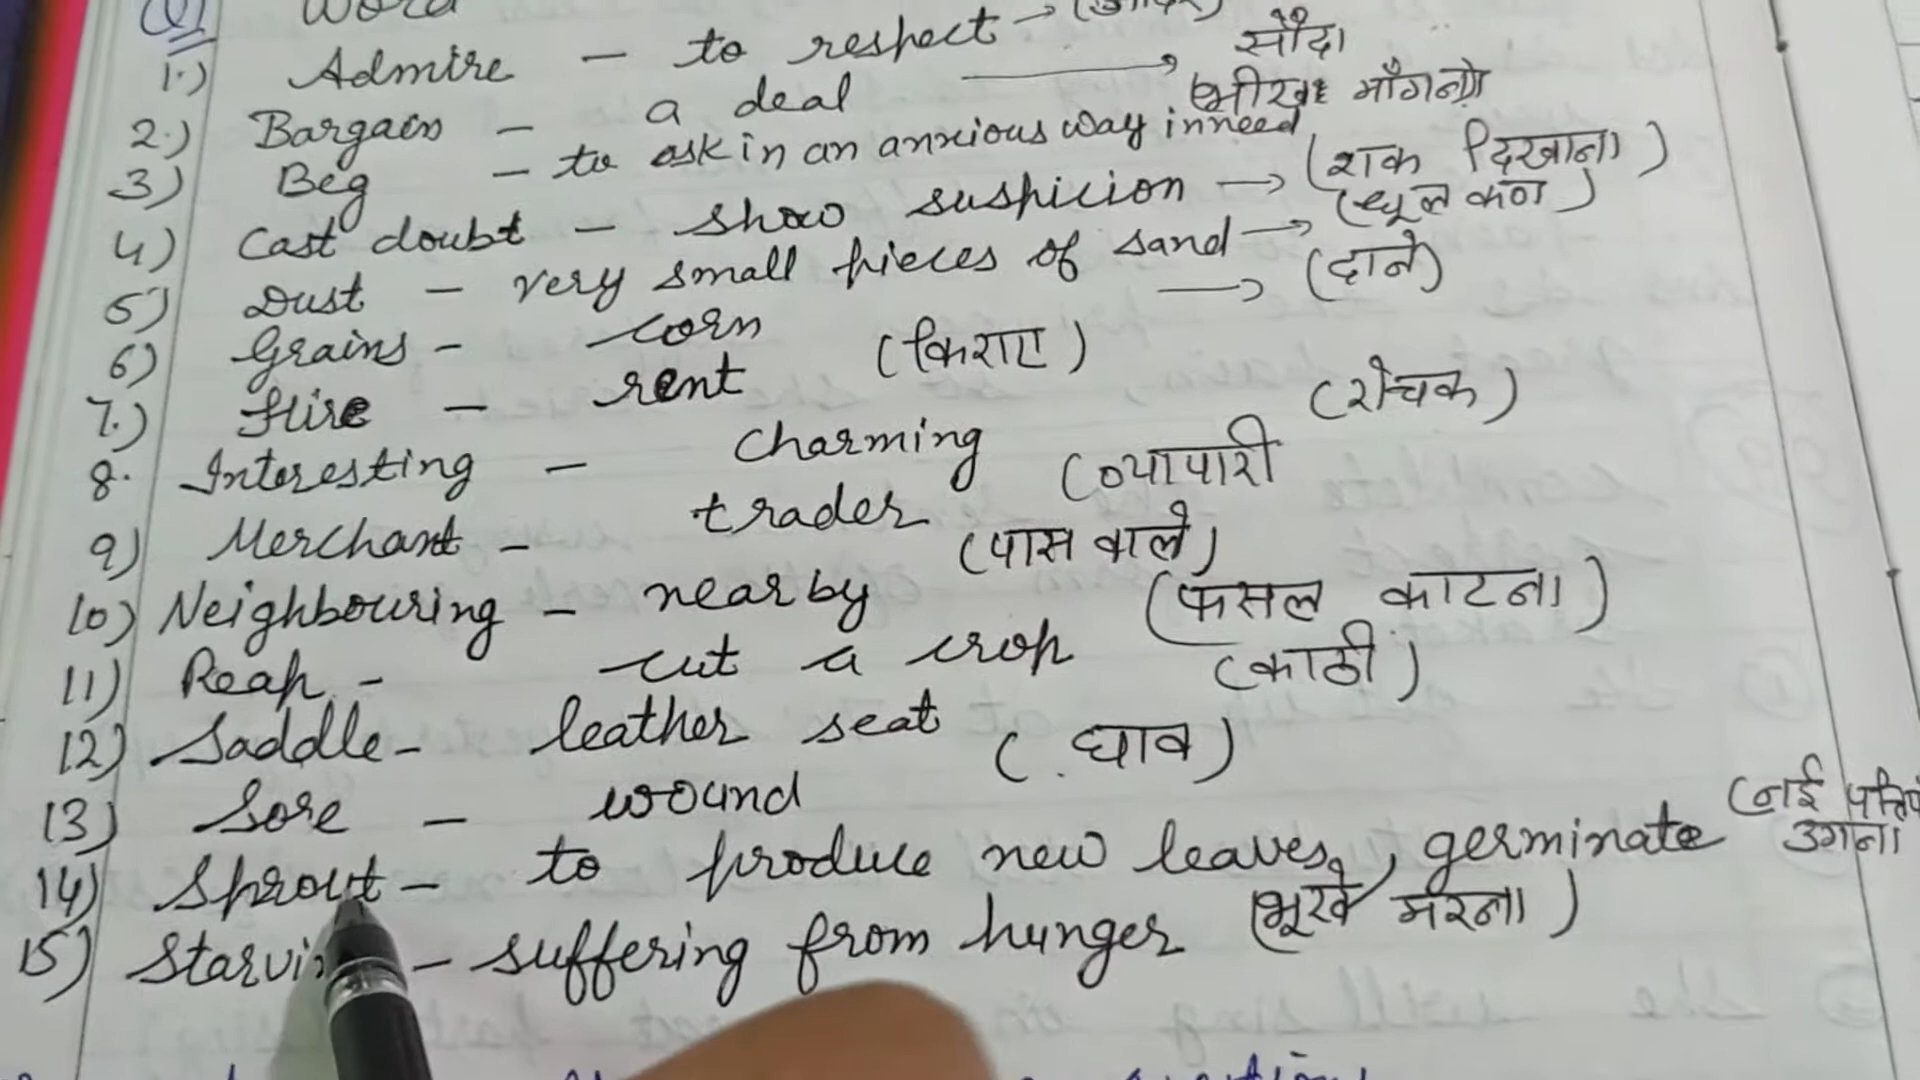 Word
1.) Admire - to respect →
2.) Bargain - a deal → सौदा
3) Beg - to ask in an anxious way in need भीख माँगना
4) Cast doubt - show suspicion → (शक दिखाना)
5) Dust - very small pieces of sand → (धूल कण)
6) Grains - corn → (दाने)
7.) Hire - rent (किराए)
8. Interesting - charming (रोचक)
9) Merchant - trader (व्यापारी
10) Neighbouring - nearby (पास वाले)
11) Reap - cut a crop (फसल काटना)
12) Saddle - leather seat (काठी)
13) Sore - wound (घाव)
14) Sprout - to produce new leaves, germinate (नई उगना
15) - suffering from hunger (भूखे मरना)